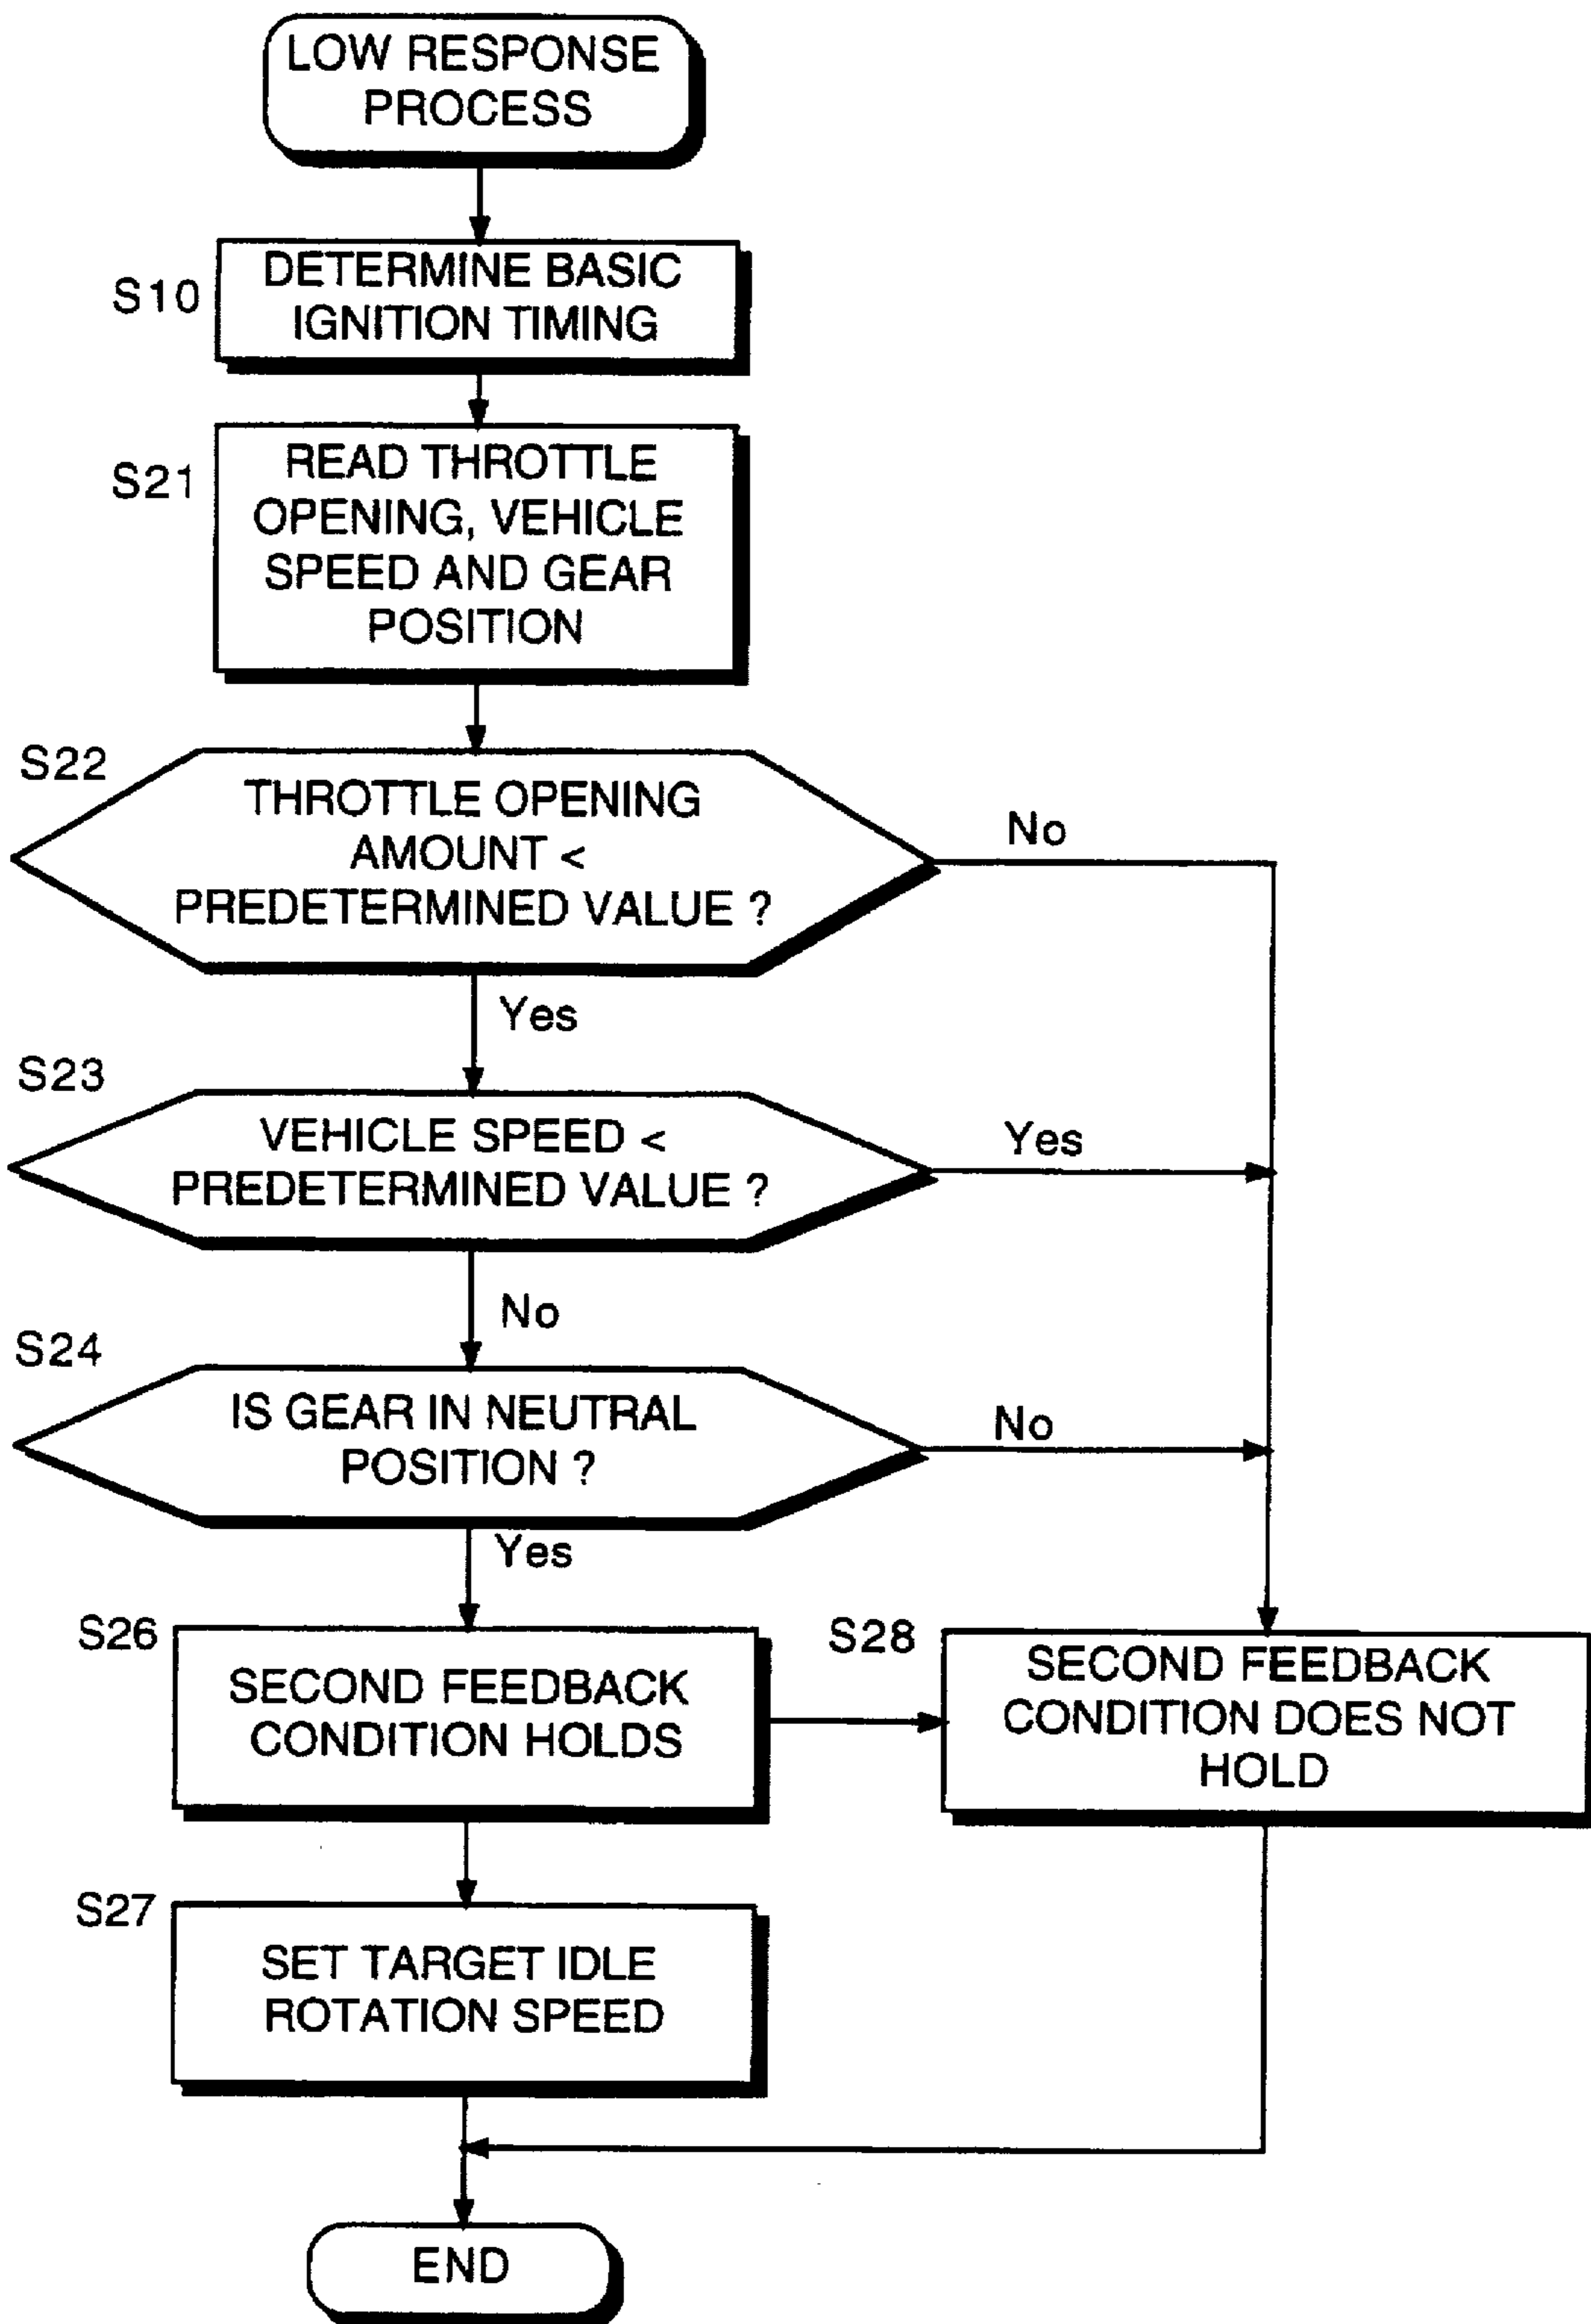 LOW RESPONSE
PROCESS
S10
DETERMINE BASIC
IGNITION TIMING
S21
READ THROTTLE
OPENING, VEHICLE
SPEED AND GEAR
POSITION
S22
THROTTLE OPENING
AMOUNT <
PREDETERMINED VALUE ?
No
Yes
S23
VEHICLE SPEED <
PREDETERMINED VALUE ?
Yes
No
S24
IS GEAR IN NEUTRAL
POSITION ?
No
Yes
S26
SECOND FEEDBACK
CONDITION HOLDS
S28
SECOND FEEDBACK
CONDITION DOES NOT
HOLD
S27
SET TARGET IDLE
ROTATION SPEED
END